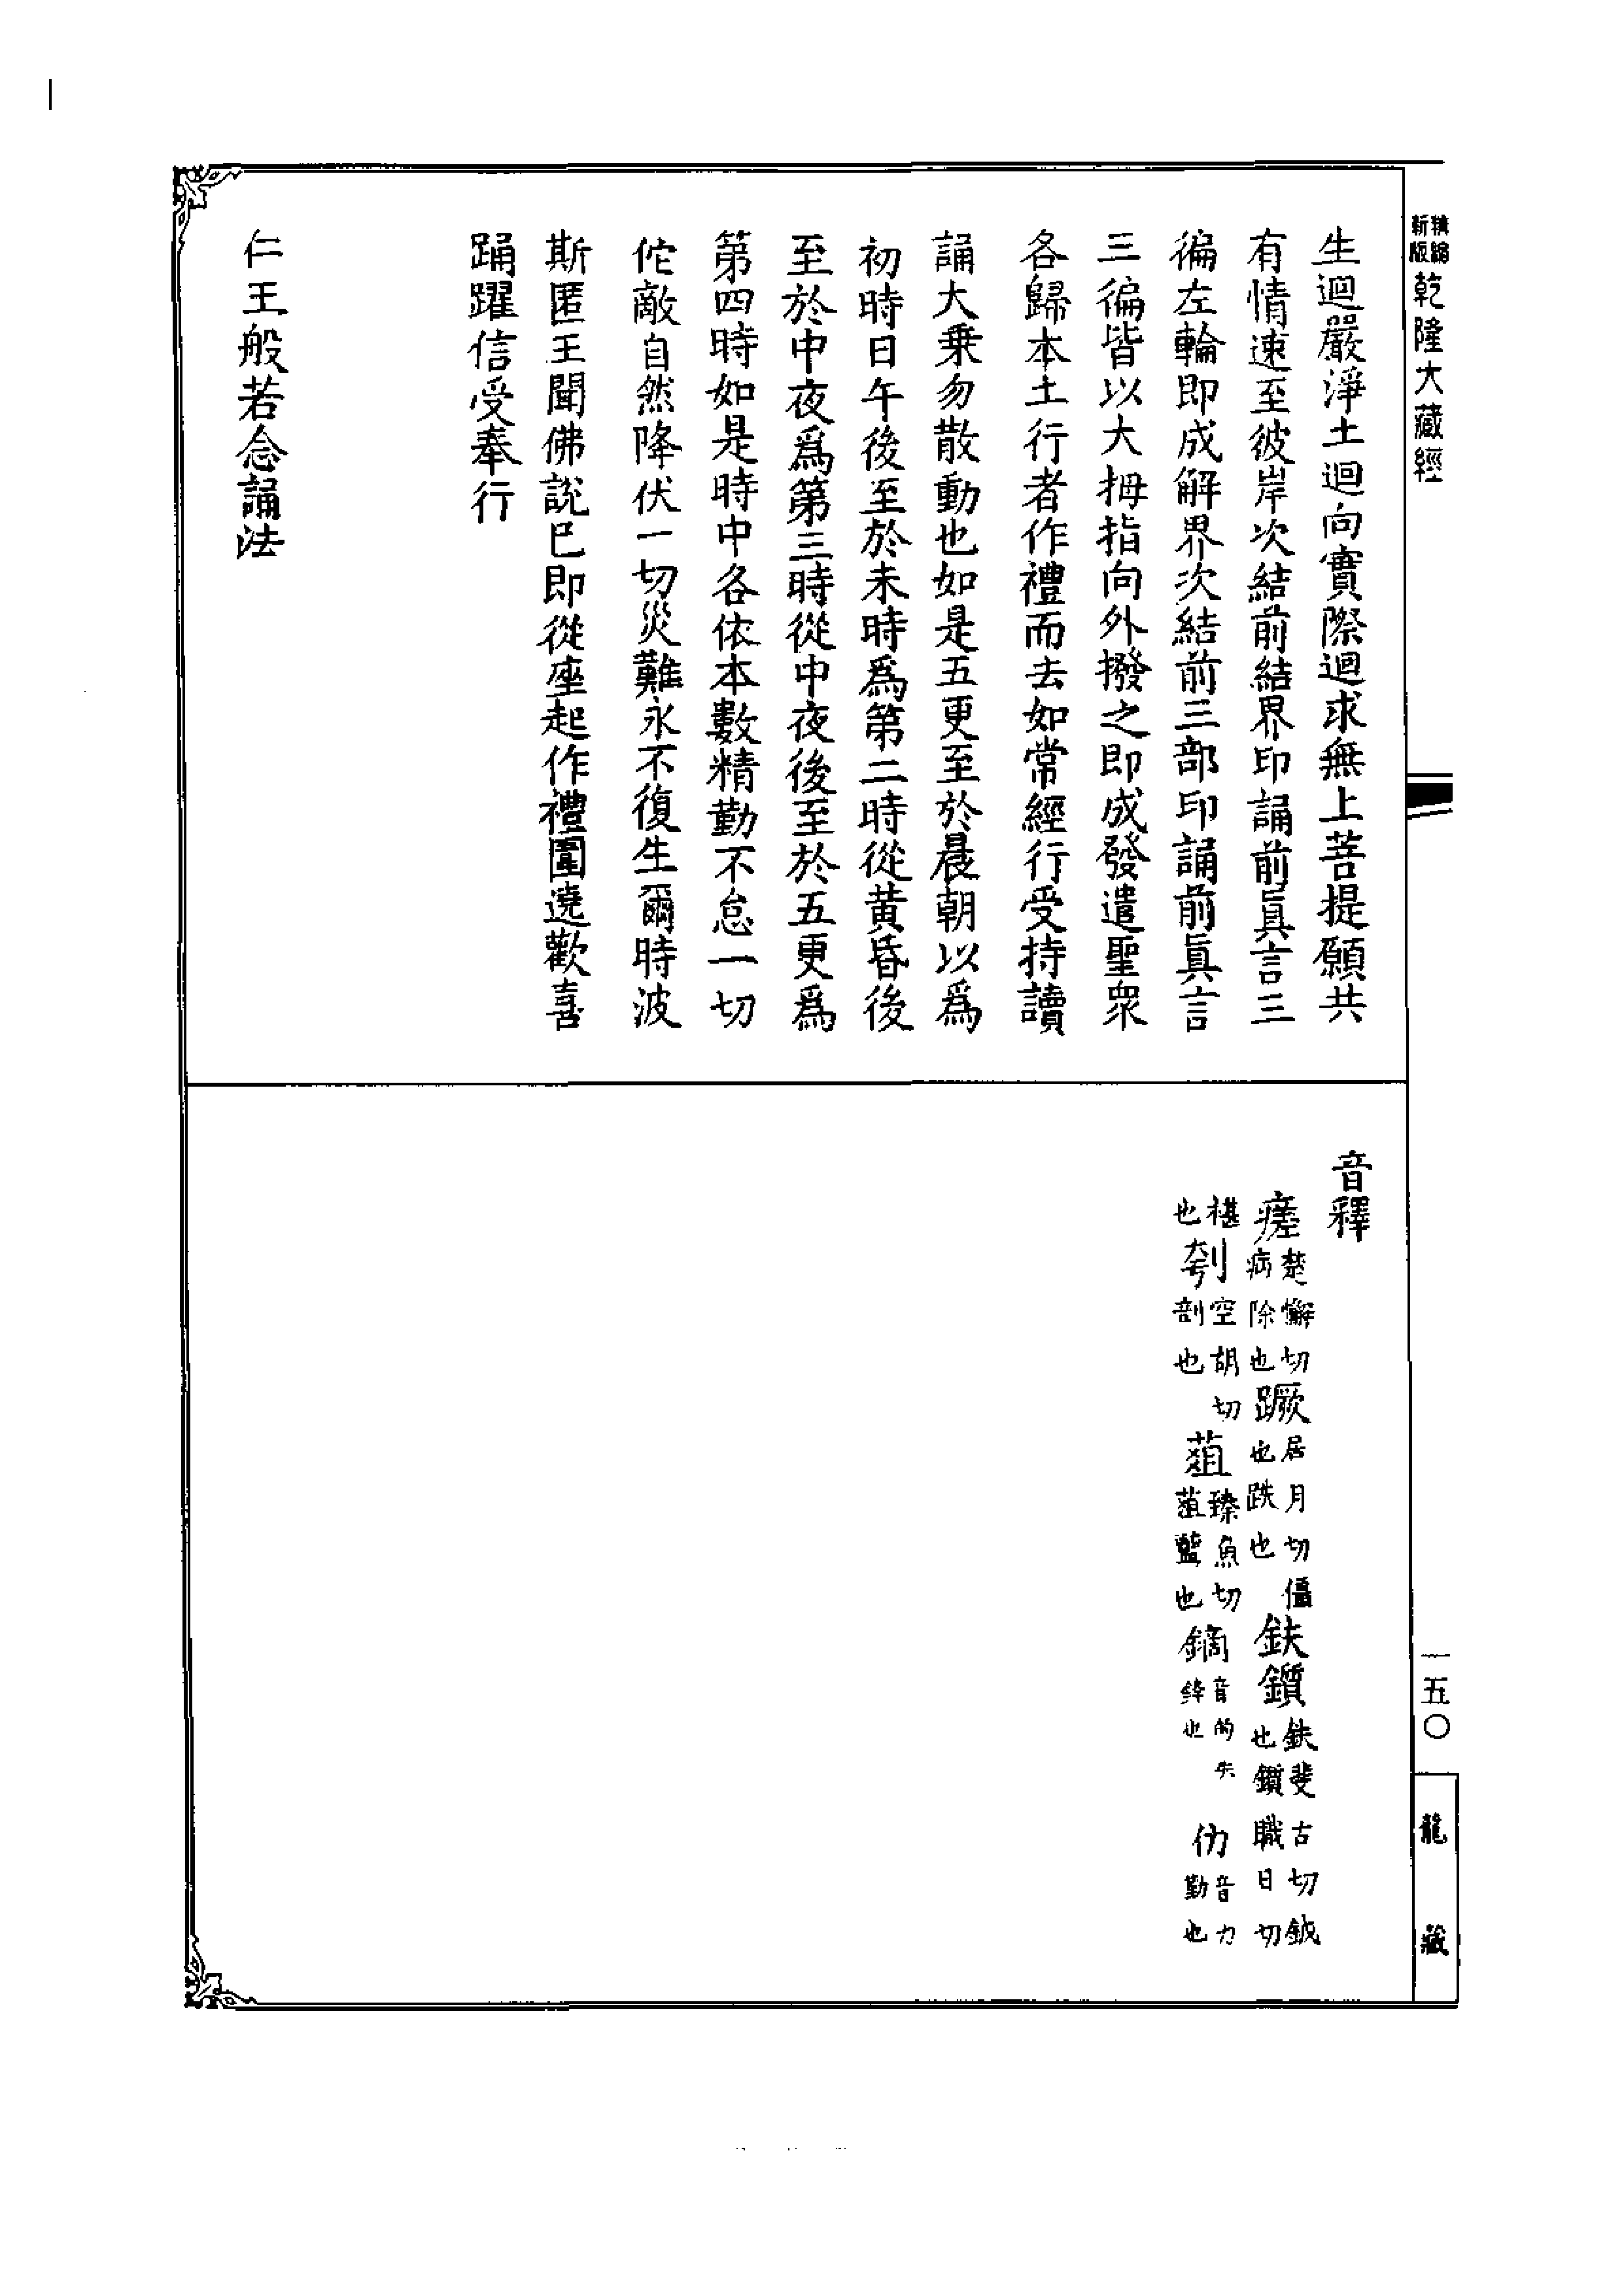 新版 精縮 乾隆大藏經
生迴嚴淨土迴向實際迴求無上菩提願共
有情速至彼岸次結前結界印誦前眞言三
徧左輪即成解界次結前三部印誦前眞言
三徧皆以大拇指向外撥之即成發遣聖衆
各歸本土行者作禮而去如常經行受持讀
誦大乗勿散動也如是五更至於晨朝以爲
初時日午後至於未時爲第二時從黄昏後
至於中夜爲第三時從中夜後至於五更爲
第四時如是時中各依本數精勤不怠一切
佗敵自然降伏一切災難永不復生爾時波
斯匿王聞佛說巳即從座起作禮圍遶歡喜
踊躍信受奉行
仁王般若念誦法
音釋
瘥楚懈切病除也蹶居月切僵也跌也鈇鑕鈇斐古切鉞也鑕職日切
椹也刳空胡切剖也葅臻魚切葅䪡也鏑音的矢鋒也仂音力勤也
一五〇
龍藏